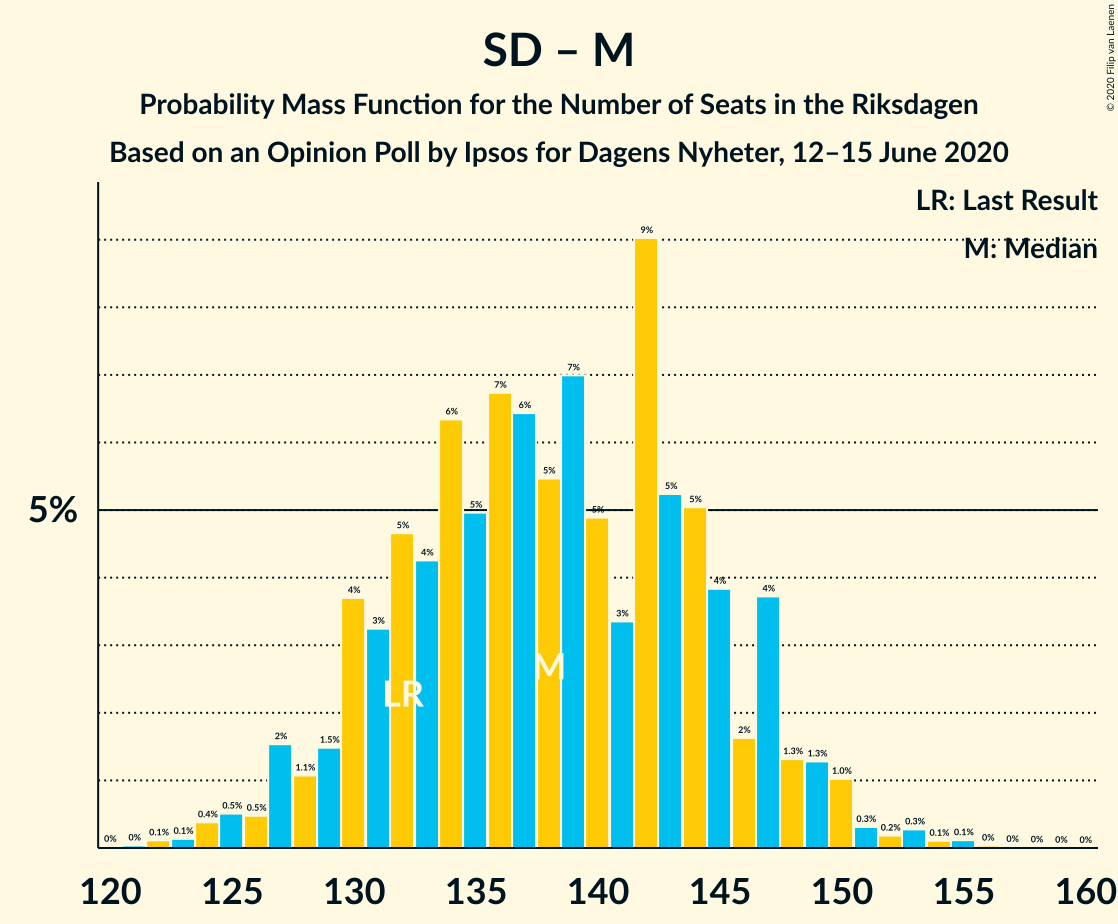 SD – M
Probability Mass Function for the Number of Seats in the Riksdagen
Based on an Opinion Poll by Ipsos for Dagens Nyheter, 12–15 June 2020
© 2020 Filip van Laenen
LR: Last Result
M: Median
5%
0% 0% 0.1% 0.1% 0.4% 0.5% 0.5% 2% 1.1% 1.5% 4% 3% 5% 4% 6% 5% 7% 6% 5% 7% 5% 3% 9% 5% 5% 4% 2% 4% 1.3% 1.3% 1.0% 0.3% 0.2% 0.3% 0.1% 0.1% 0% 0% 0% 0% 0%
LR
M
120 125 130 135 140 145 150 155 160